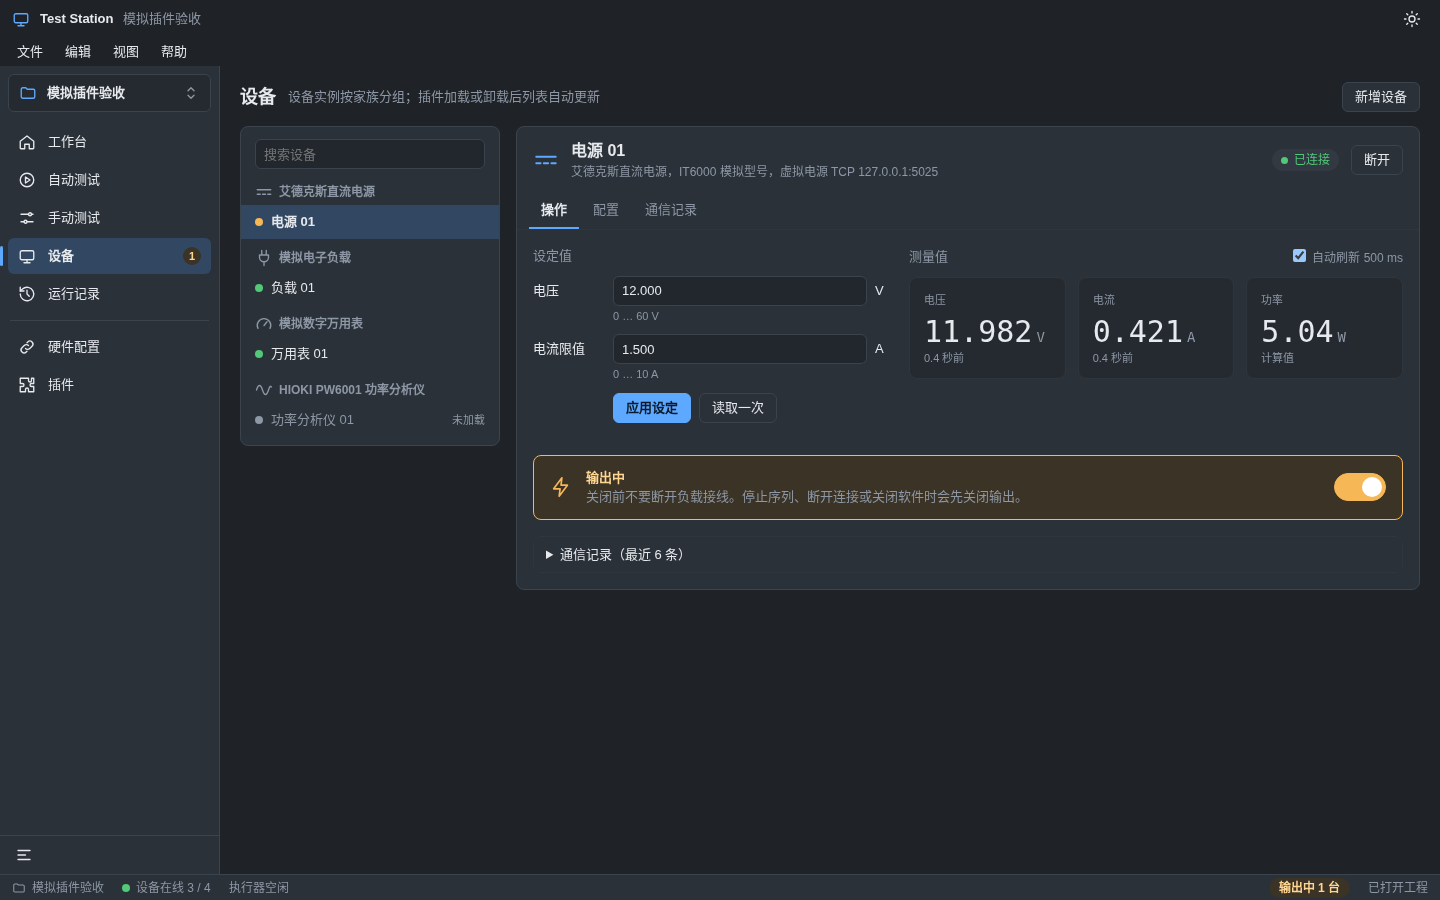 Test Station 模拟插件验收
文件 编辑 视图 帮助
模拟插件验收
工作台
自动测试
手动测试
设备 1
运行记录
硬件配置
插件
设备 设备实例按家族分组；插件加载或卸载后列表自动更新
新增设备
搜索设备
艾德克斯直流电源
电源 01
模拟电子负载
负载 01
模拟数字万用表
万用表 01
HIOKI PW6001 功率分析仪
功率分析仪 01 未加载
电源 01
艾德克斯直流电源，IT6000 模拟型号，虚拟电源 TCP 127.0.0.1:5025
已连接 断开
操作 配置 通信记录
设定值
电压 12.000 V
0 … 60 V
电流限值 1.500 A
0 … 10 A
应用设定 读取一次
测量值 自动刷新 500 ms
电压
11.982 V
0.4 秒前
电流
0.421 A
0.4 秒前
功率
5.04 W
计算值
输出中
关闭前不要断开负载接线。停止序列、断开连接或关闭软件时会先关闭输出。
通信记录（最近 6 条）
模拟插件验收 设备在线 3 / 4 执行器空闲 输出中 1 台 已打开工程